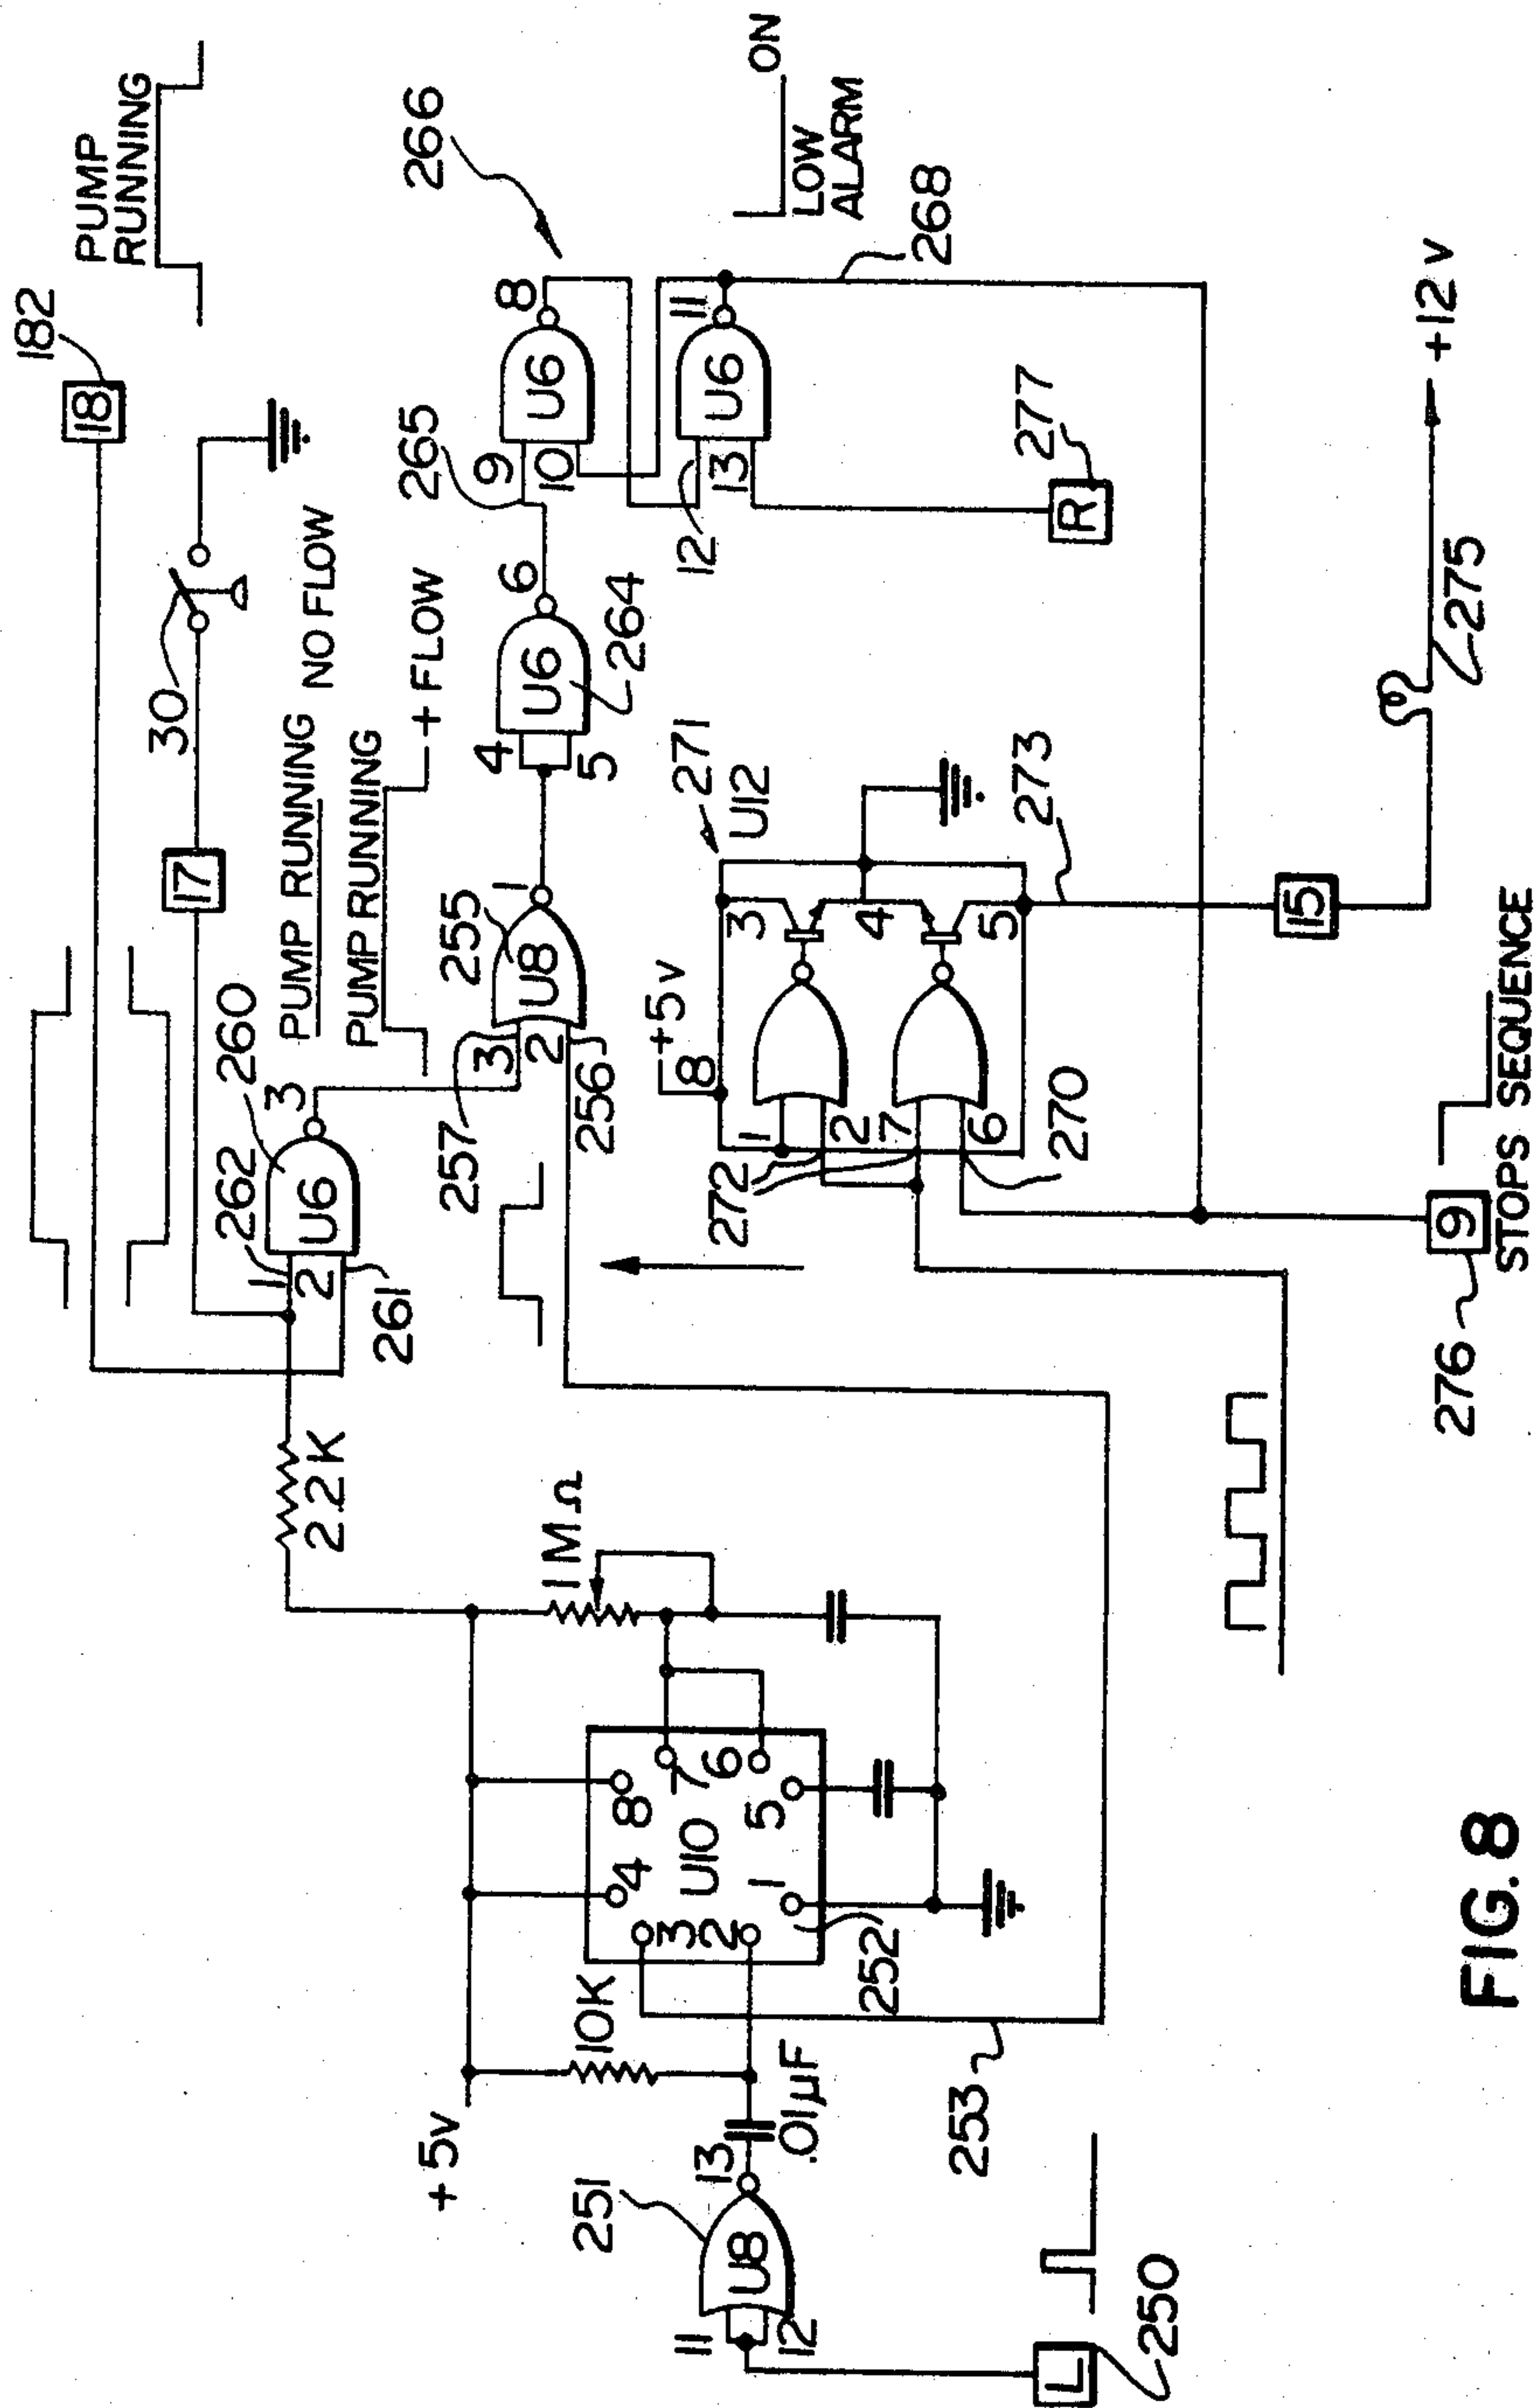 182
18
PUMP
RUNNING
30
17
PUMP RUNNING NO FLOW
PUMP RUNNING + FLOW
260
262
1
2
U6
3
261
2.2K
+5v
10K
1MΩ
251
11
12
U8
13
.01µF
L
250
3
2
4
8
U10
7
6
5
1
252
253
257
3
2
256
255
U8
1
4
5
U6
6
264
265
9
10
U6
8
266
12
13
U6
11
268
LOW
ALARM
ON
R
277
271
U12
+5v
8
1
2
7
6
3
4
5
272
270
273
15
275
+12v
9
276
STOPS SEQUENCE
FIG. 8